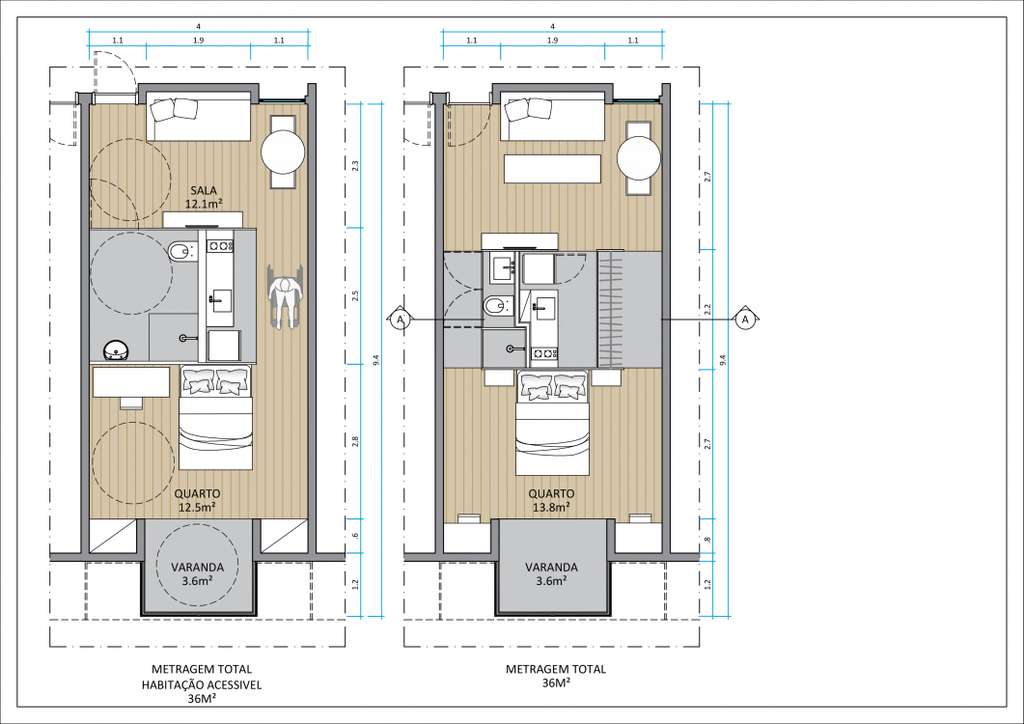 4
1.1
1.9
1.1
SALA
12.1m²
QUARTO
12.5m²
VARANDA
3.6m²
2.3
2.5
2.8
.6
1.2
9.4
METRAGEM TOTAL
HABITAÇÃO ACESSIVEL
36M²
4
1.1
1.9
1.1
A
A
QUARTO
13.8m²
VARANDA
3.6m²
2.7
2.2
2.7
.8
1.2
9.4
METRAGEM TOTAL
36M²